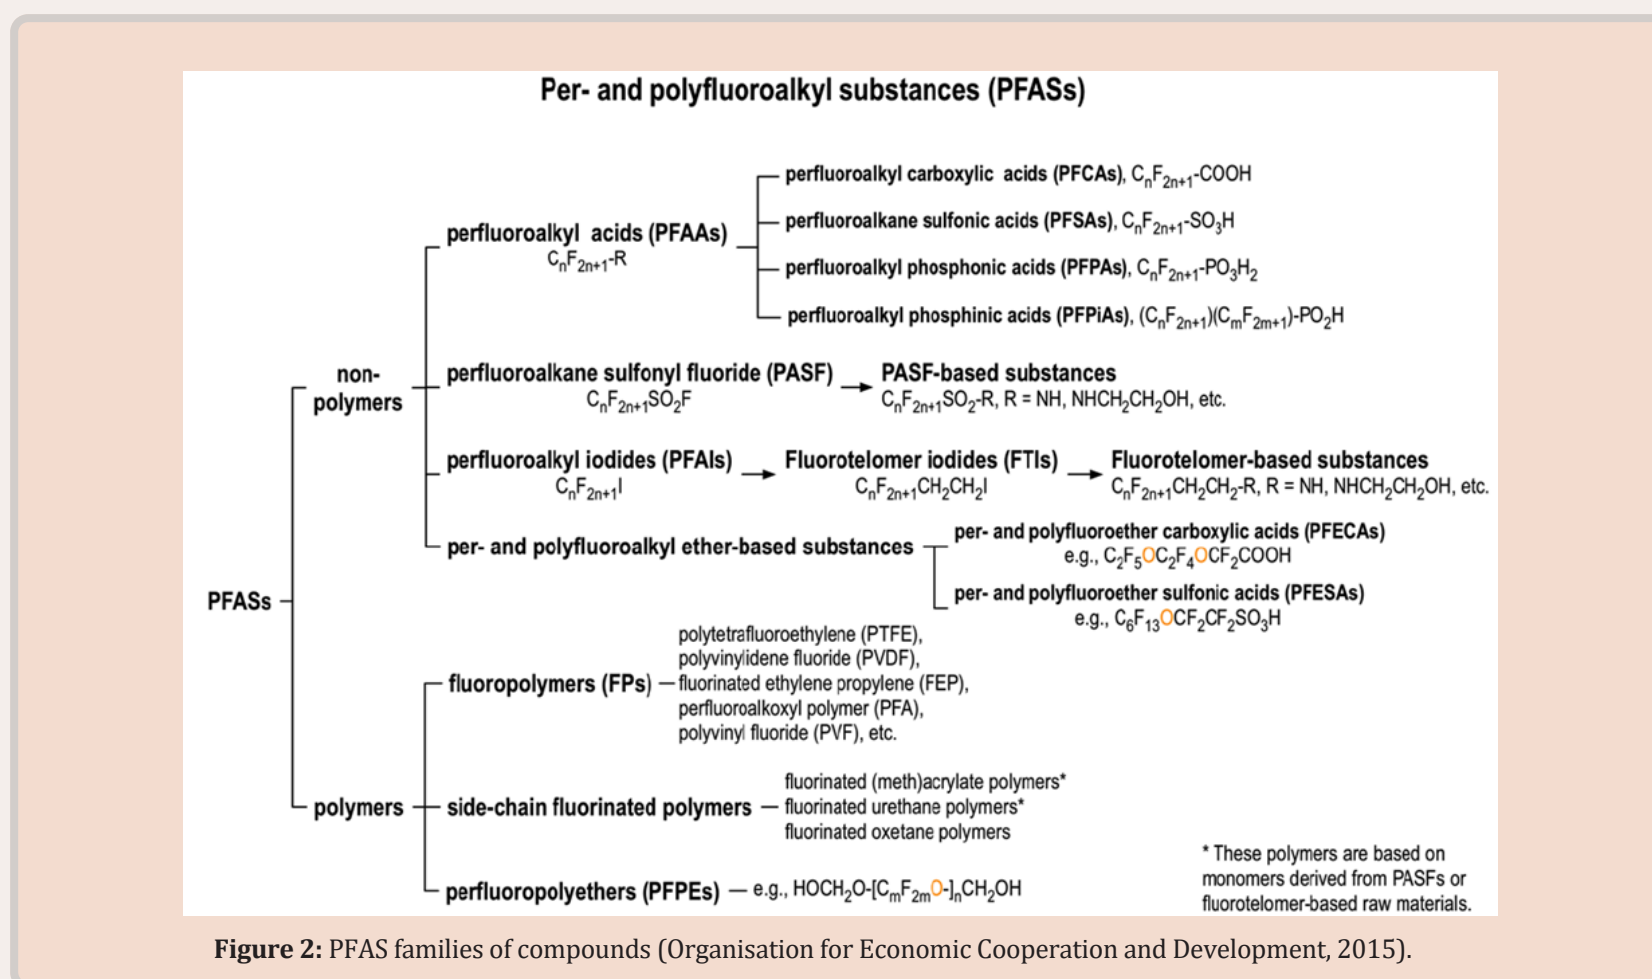 Per- and polyfluoroalkyl substances (PFASs)
perfluoroalkyl carboxylic acids (PFCAs), CₙF₂ₙ₊₁-COOH
perfluoroalkane sulfonic acids (PFSAs), CₙF₂ₙ₊₁-SO₃H
perfluoroalkyl acids (PFAAs)
CₙF₂ₙ₊₁-R
perfluoroalkyl phosphonic acids (PFPAs), CₙF₂ₙ₊₁-PO₃H₂
perfluoroalkyl phosphinic acids (PFPiAs), (CₙF₂ₙ₊₁)(CₘF₂ₘ₊₁)-PO₂H
non-
polymers
perfluoroalkane sulfonyl fluoride (PASF)
CₙF₂ₙ₊₁SO₂F
PASF-based substances
CₙF₂ₙ₊₁SO₂-R, R = NH, NHCH₂CH₂OH, etc.
perfluoroalkyl iodides (PFAIs)
CₙF₂ₙ₊₁I
Fluorotelomer iodides (FTIs)
CₙF₂ₙ₊₁CH₂CH₂I
Fluorotelomer-based substances
CₙF₂ₙ₊₁CH₂CH₂-R, R = NH, NHCH₂CH₂OH, etc.
per- and polyfluoroalkyl ether-based substances
per- and polyfluoroether carboxylic acids (PFECAs)
e.g., C₂F₅OC₂F₄OCF₂COOH
per- and polyfluoroether sulfonic acids (PFESAs)
e.g., C₆F₁₃OCF₂CF₂SO₃H
PFASs
fluoropolymers (FPs)
polytetrafluoroethylene (PTFE),
polyvinylidene fluoride (PVDF),
fluorinated ethylene propylene (FEP),
perfluoroalkoxyl polymer (PFA),
polyvinyl fluoride (PVF), etc.
polymers
side-chain fluorinated polymers
fluorinated (meth)acrylate polymers*
fluorinated urethane polymers*
fluorinated oxetane polymers
perfluoropolyethers (PFPEs)
e.g., HOCH₂O-[CₘF₂ₘO-]ₙCH₂OH
* These polymers are based on
monomers derived from PASFs or
fluorotelomer-based raw materials.
Figure 2: PFAS families of compounds (Organisation for Economic Cooperation and Development, 2015).